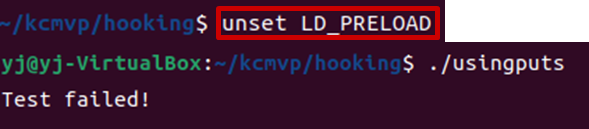 ~/kcmvp/hooking$ unset LD_PRELOAD
yj@yj-VirtualBox:~/kcmvp/hooking$ ./usingputs
Test failed!